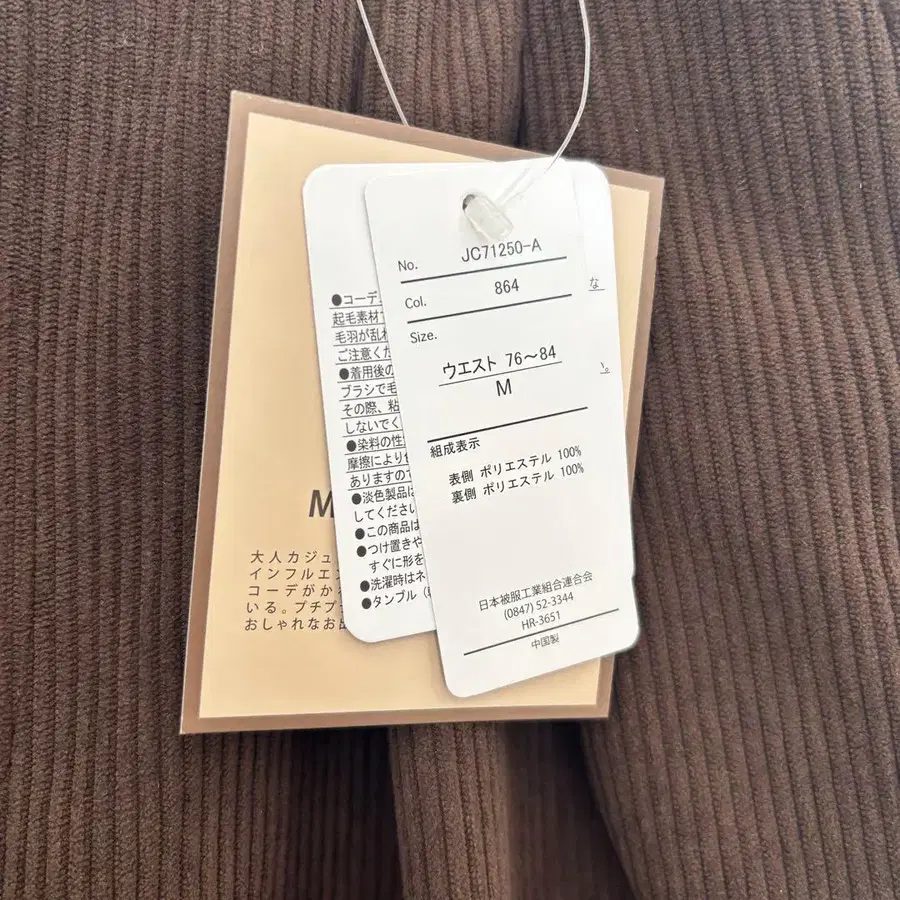 No. JC71250-A
Col. 864
Size.
ウエスト 76〜84
M
組成表示
表側 ポリエステル 100%
裏側 ポリエステル 100%
日本被服工業組合連合会
(0847) 52-3344
HR-3651
中国製
●コーデ
起毛素材
毛羽が乱れ
ご注意くだ
●着用後の
ブラシで毛
その際、粘
しないでく
●染料の性
摩擦により
ありますので
●淡色製品は
してください
●この商品は
●つけ置きや
すぐに形を
●洗濯時はネ
●タンブル
な
M
大人カジュ
インフルエ
コーデがか
いる。プチプ
おしゃれなお